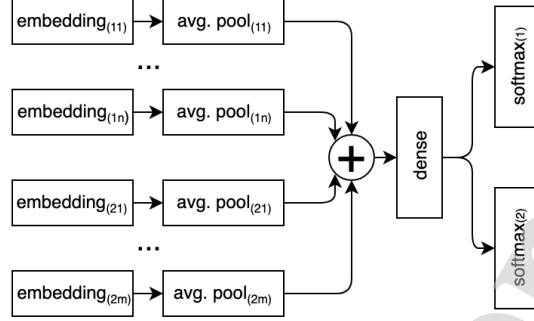 embedding(11) avg. pool(11)
...
embedding(1n) avg. pool(1n)
embedding(21) avg. pool(21)
...
embedding(2m) avg. pool(2m)
+
dense
softmax(1)
softmax(2)